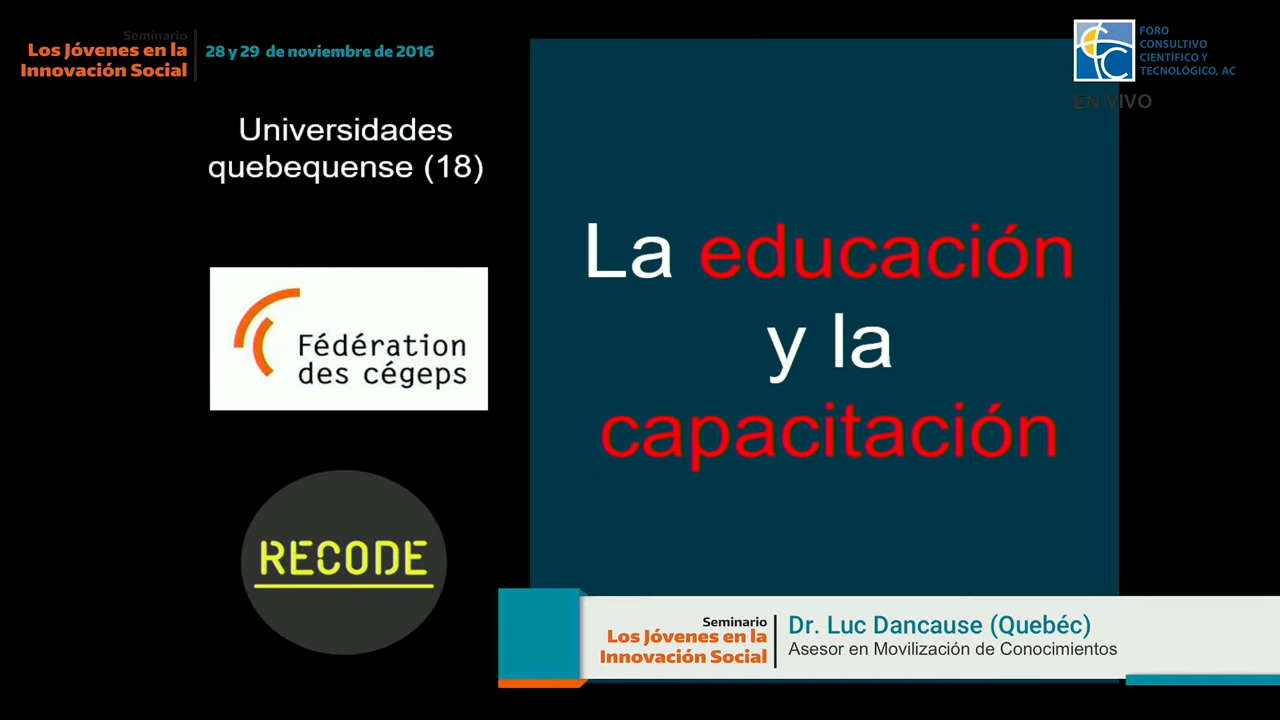 Seminario
Los Jóvenes en la
Innovación Social
28 y 29 de noviembre de 2016
FORO
CONSULTIVO
CIENTÍFICO Y
TECNOLÓGICO, AC
EN VIVO
Universidades
quebequense (18)
Fédération
des cégeps
RECODE
La educación
y la
capacitación
Seminario
Los Jóvenes en la
Innovación Social
Dr. Luc Dancause (Quebéc)
Asesor en Movilización de Conocimientos